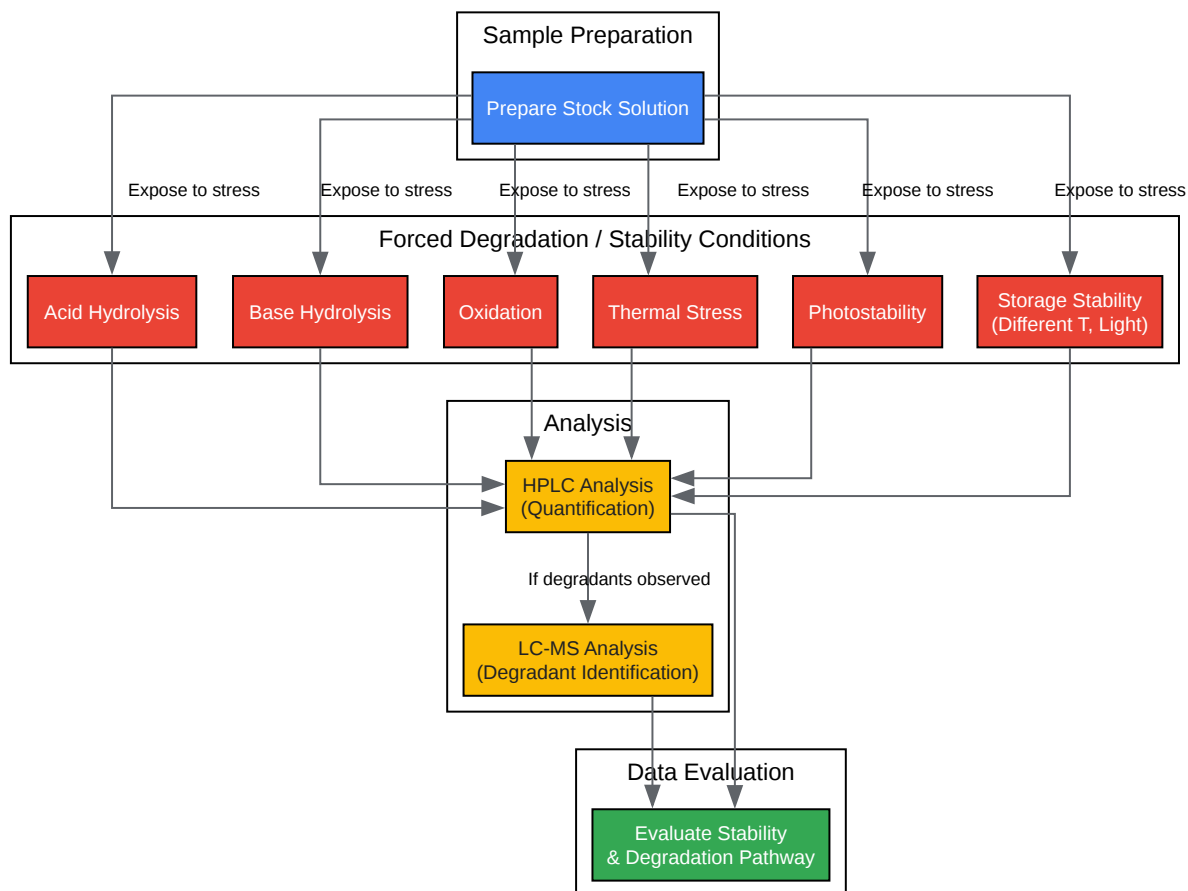 Sample Preparation
Prepare Stock Solution
Expose to stress
Expose to stress
Expose to stress
Expose to stress
Expose to stress
Expose to stress
Forced Degradation / Stability Conditions
Acid Hydrolysis
Base Hydrolysis
Oxidation
Thermal Stress
Photostability
Storage Stability
(Different T, Light)
Analysis
HPLC Analysis
(Quantification)
If degradants observed
LC-MS Analysis
(Degradant Identification)
Data Evaluation
Evaluate Stability
& Degradation Pathway